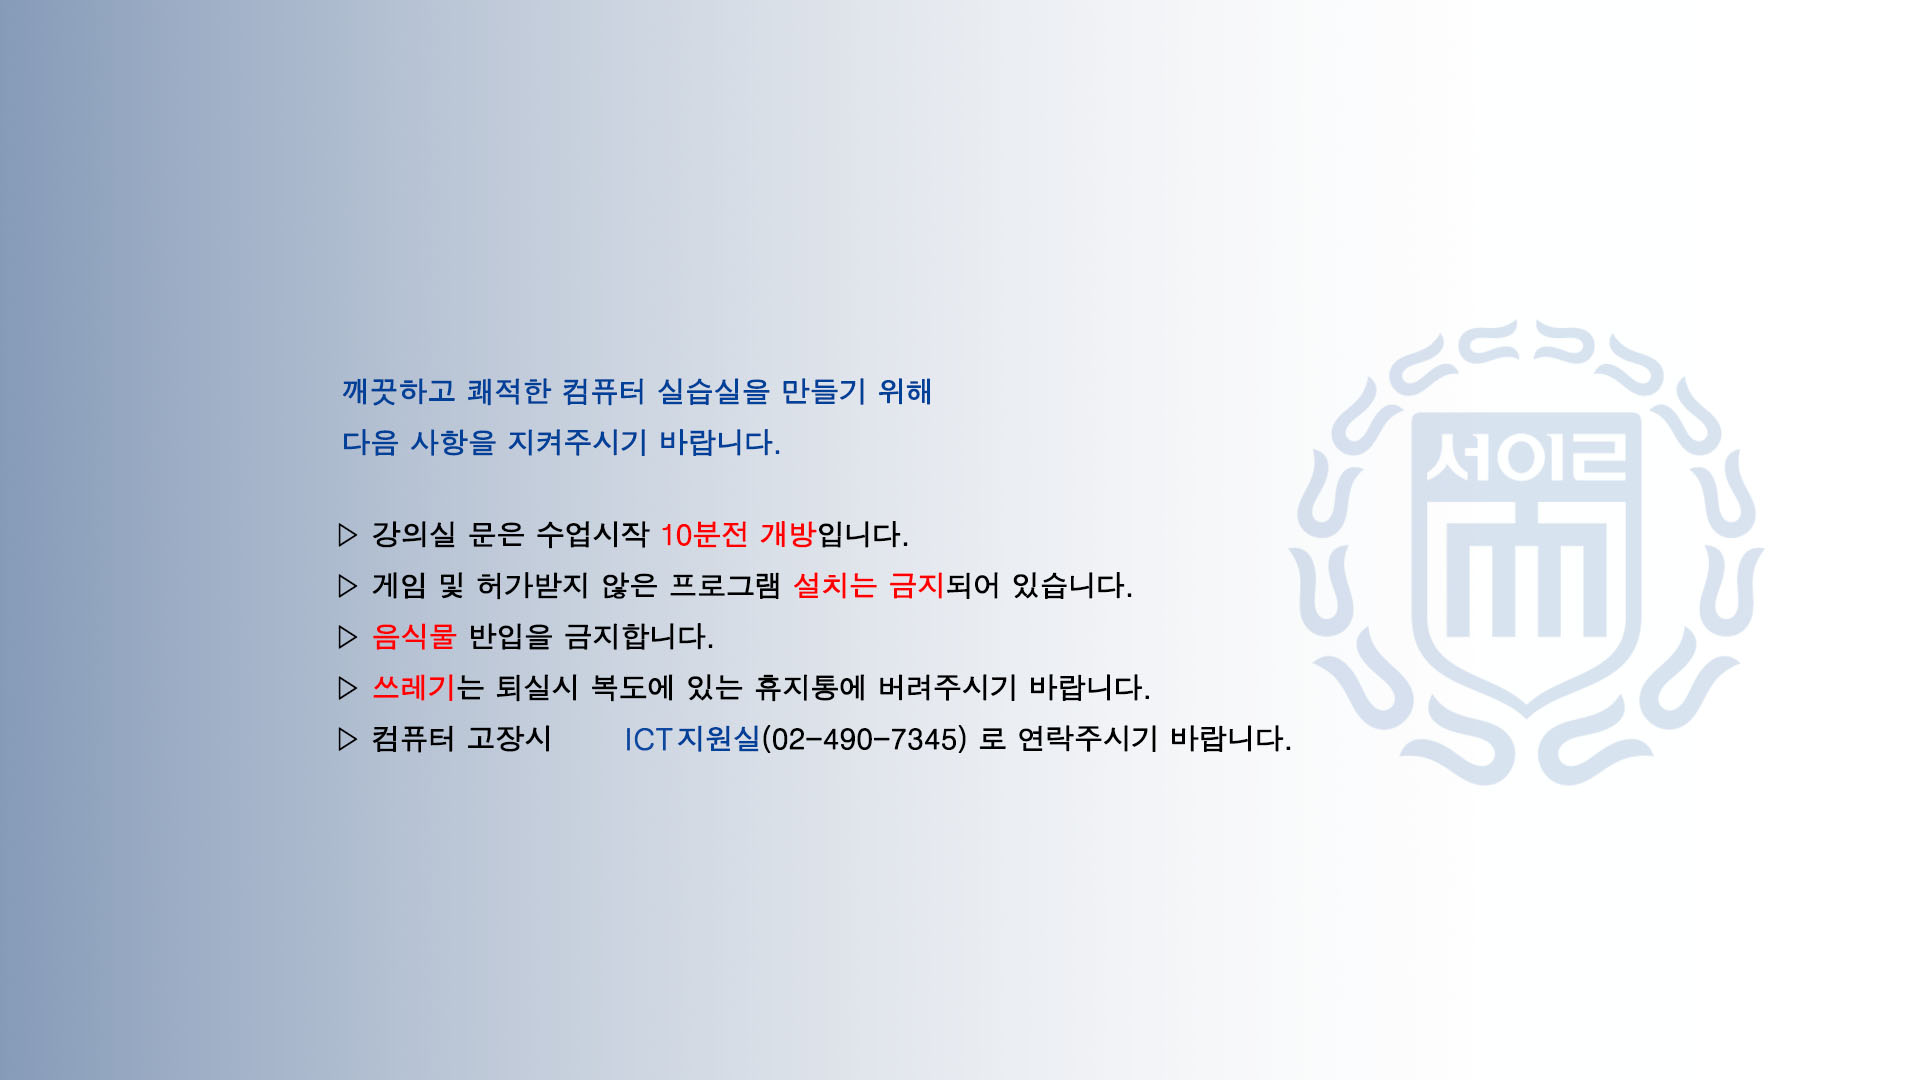 깨끗하고 쾌적한 컴퓨터 실습실을 만들기 위해
다음 사항을 지켜주시기 바랍니다.
▷ 강의실 문은 수업시작 10분전 개방입니다.
▷ 게임 및 허가받지 않은 프로그램 설치는 금지되어 있습니다.
▷ 음식물 반입을 금지합니다.
▷ 쓰레기는 퇴실시 복도에 있는 휴지통에 버려주시기 바랍니다.
▷ 컴퓨터 고장시 ICT지원실(02-490-7345) 로 연락주시기 바랍니다.
서이르